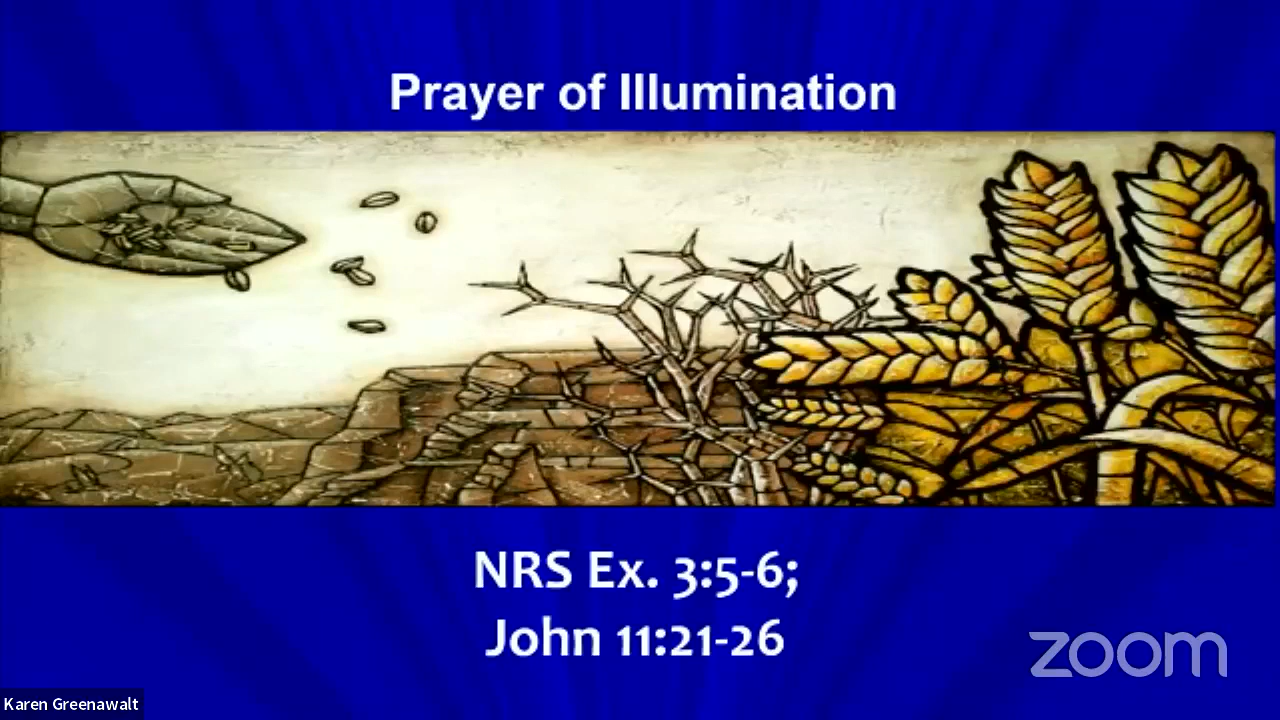 Prayer of Illumination
NRS Ex. 3:5-6;
John 11:21-26
zoom
Karen Greenawalt